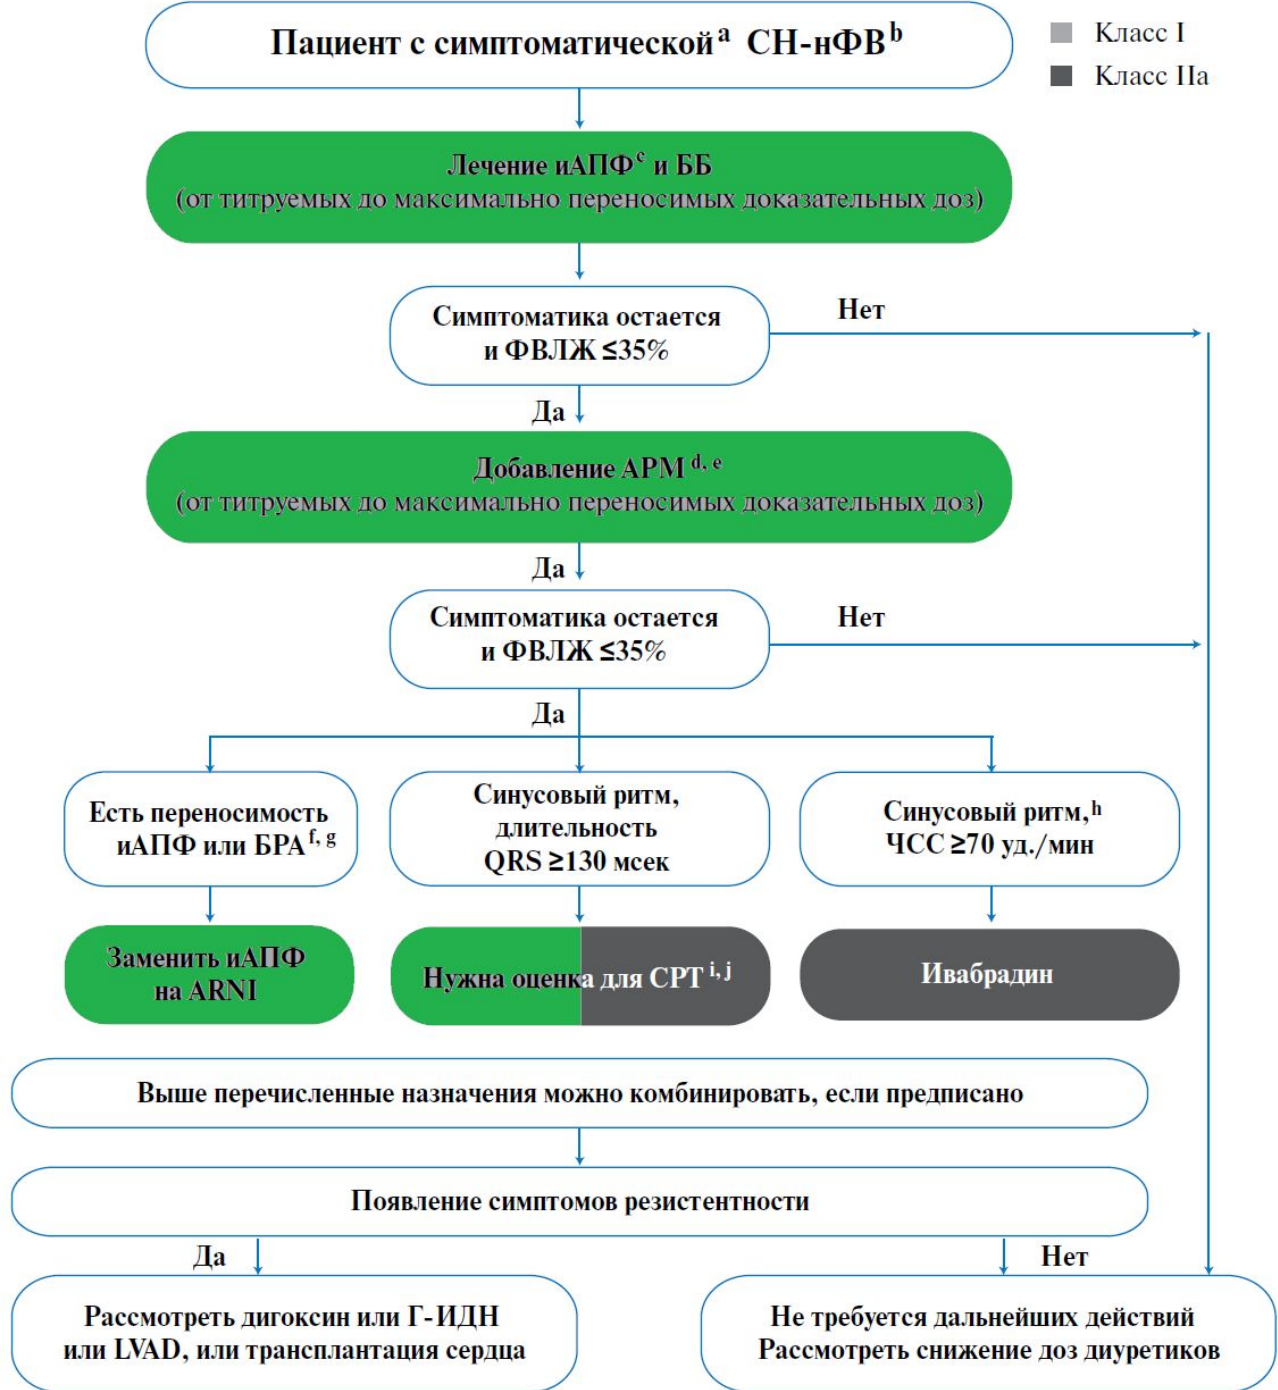 Пациент с симптоматической a СН-нФВ b
Класс I
Класс IIa
Лечение иАПФ c и ББ
(от титруемых до максимально переносимых доказательных доз)
Симптоматика остается
и ФВЛЖ ≤35%
Нет
Да
Добавление АРМ d, e
(от титруемых до максимально переносимых доказательных доз)
Да
Симптоматика остается
и ФВЛЖ ≤35%
Нет
Да
Есть переносимость
иАПФ или БРА f, g
Синусовый ритм,
длительность
QRS ≥130 мсек
Синусовый ритм, h
ЧСС ≥70 уд./мин
Заменить иАПФ
на ARNI
Нужна оценка для СРТ i, j
Ивабрадин
Выше перечисленные назначения можно комбинировать, если предписано
Появление симптомов резистентности
Да
Нет
Рассмотреть дигоксин или Г-ИДН
или LVAD, или трансплантация сердца
Не требуется дальнейших действий
Рассмотреть снижение доз диуретиков